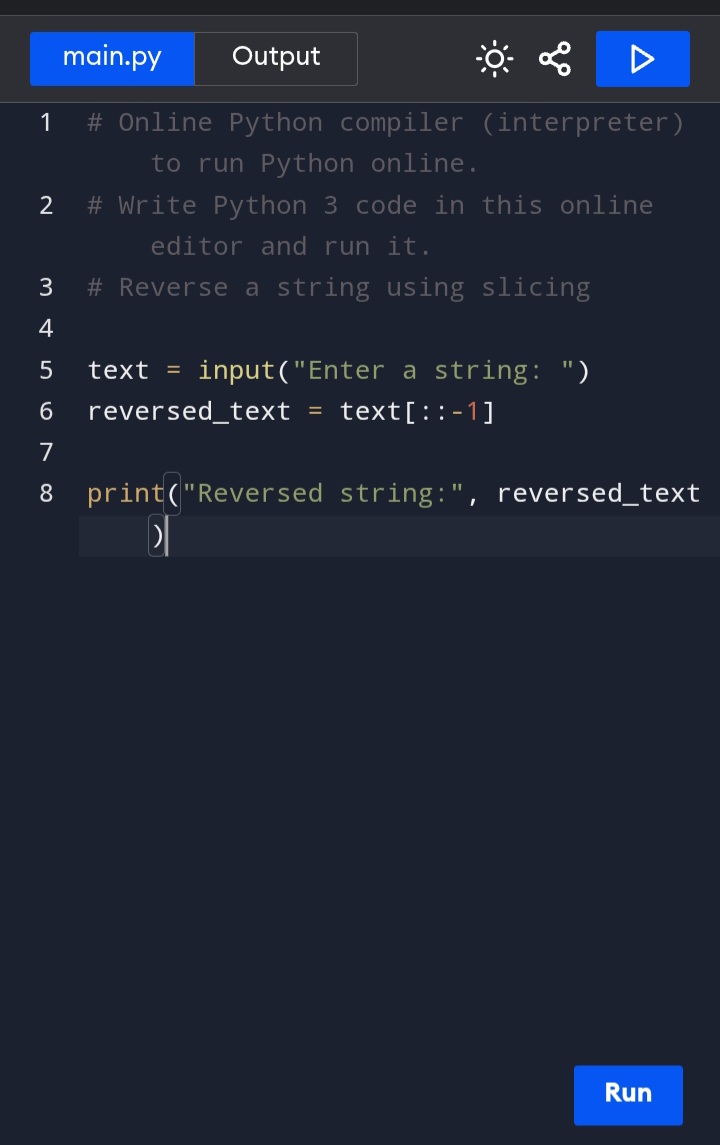 main.py
Output
1 # Online Python compiler (interpreter)
to run Python online.
2 # Write Python 3 code in this online
editor and run it.
3 # Reverse a string using slicing
4
5 text = input("Enter a string: ")
6 reversed_text = text[::-1]
7
8 print("Reversed string:", reversed_text
)
Run